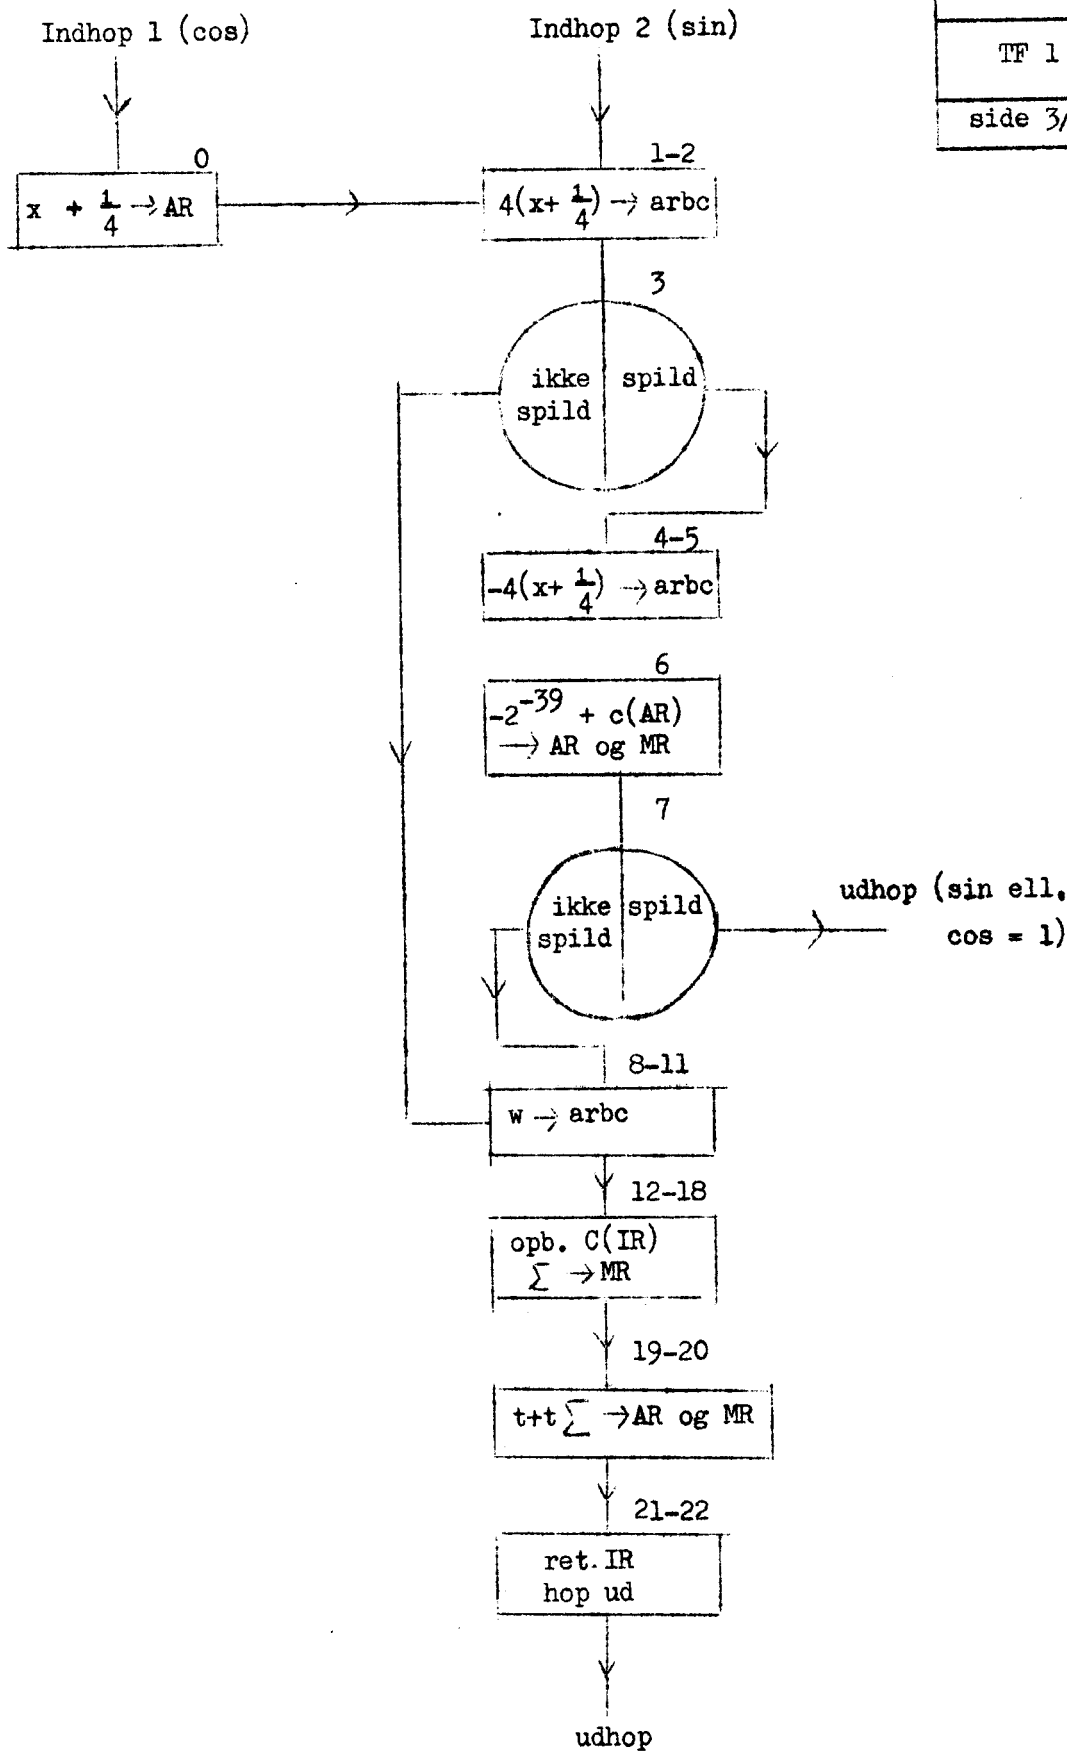 Indhop 1 (cos)
Indhop 2 (sin)
TF 1
side 3/
0
x + 1/4 → AR
1-2
4(x+ 1/4) → arbc
3
ikke
spild
spild
4-5
-4(x+ 1/4) → arbc
6
-2^-39 + c(AR)
→ AR og MR
7
ikke
spild
spild
udhop (sin ell.
cos = 1)
8-11
w → arbc
12-18
opb. C(IR)
Σ → MR
19-20
t+t Σ → AR og MR
21-22
ret. IR
hop ud
udhop